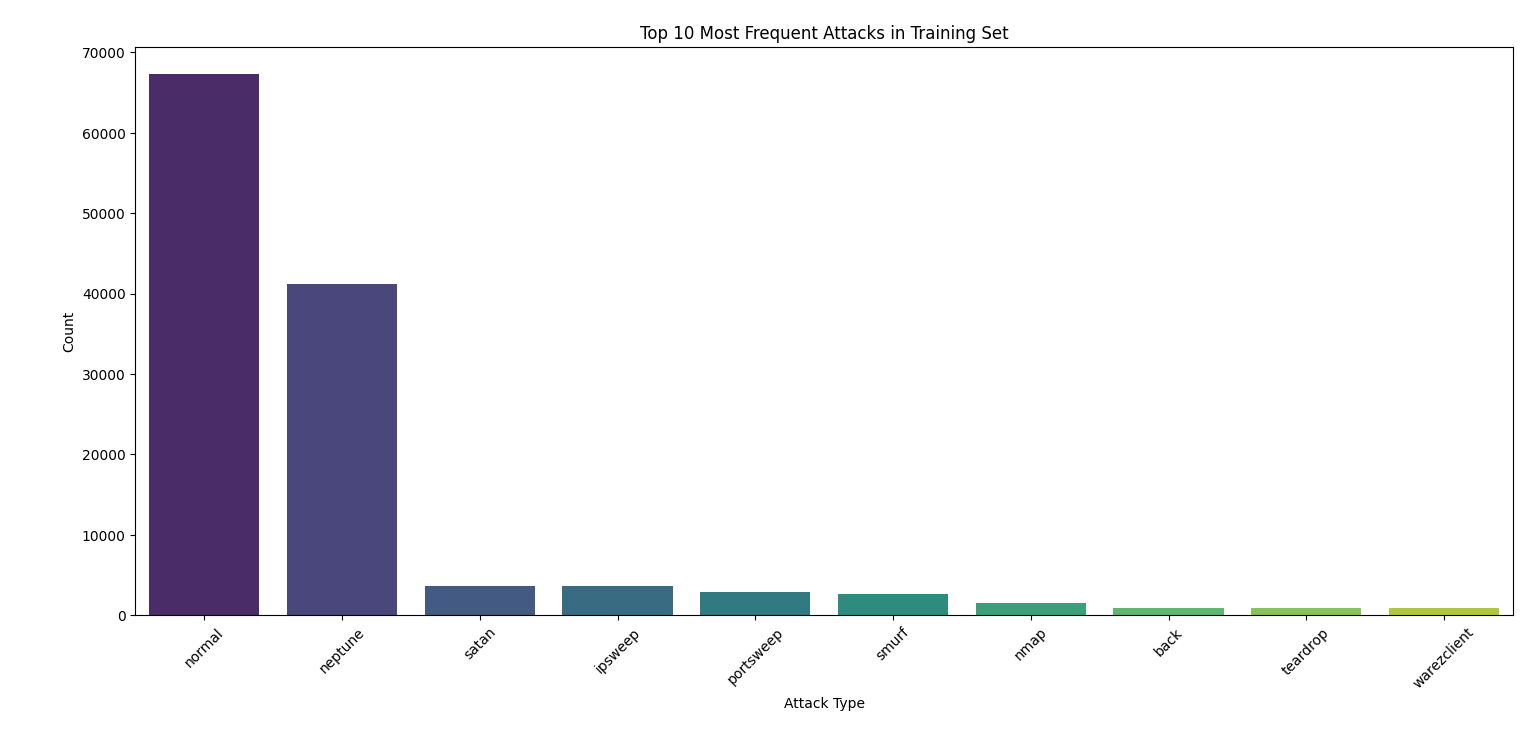 Top 10 Most Frequent Attacks in Training Set
70000
60000
50000
40000
30000
20000
10000
0
Count
normal
neptune
satan
ipsweep
portsweep
smurf
nmap
back
teardrop
warezclient
Attack Type